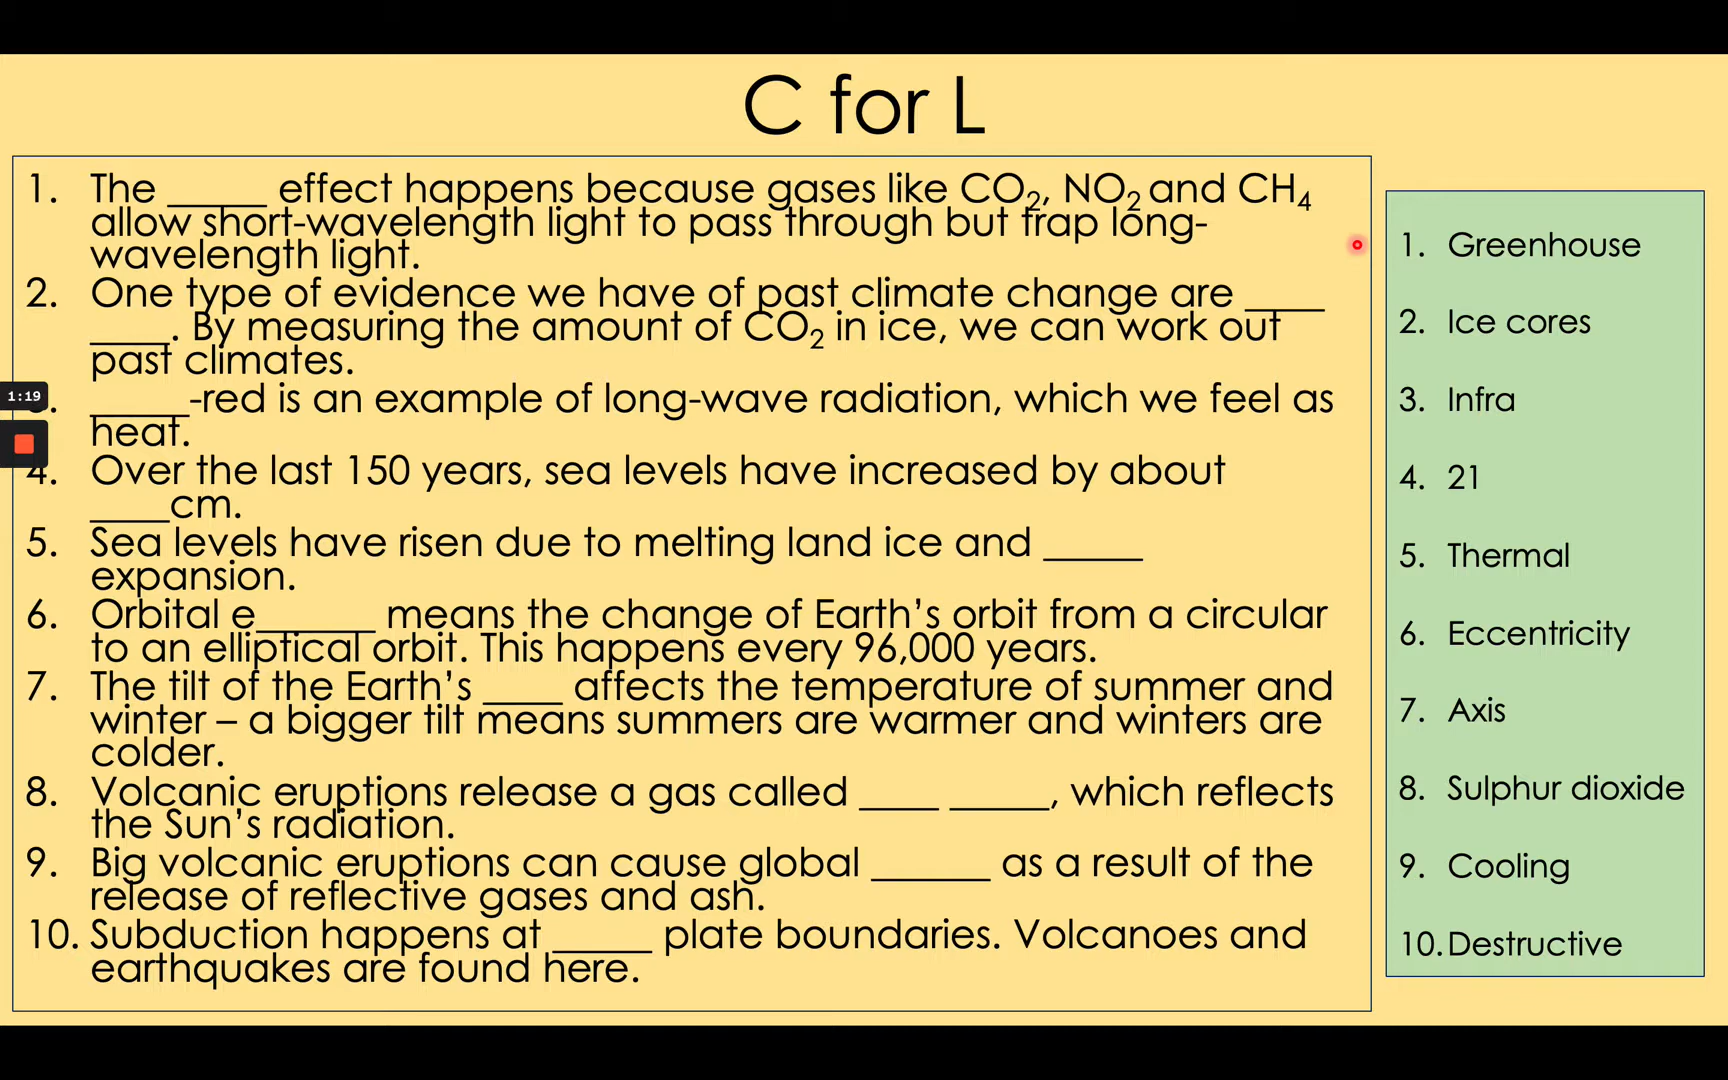 C for L
1. The _____ effect happens because gases like CO₂, NO₂ and CH₄
allow short-wavelength light to pass through but trap long-
wavelength light.
2. One type of evidence we have of past climate change are ____
____. By measuring the amount of CO₂ in ice, we can work out
past climates.
3. _____-red is an example of long-wave radiation, which we feel as
heat.
4. Over the last 150 years, sea levels have increased by about
____cm.
5. Sea levels have risen due to melting land ice and _____
expansion.
6. Orbital e______ means the change of Earth’s orbit from a circular
to an elliptical orbit. This happens every 96,000 years.
7. The tilt of the Earth’s ____ affects the temperature of summer and
winter – a bigger tilt means summers are warmer and winters are
colder.
8. Volcanic eruptions release a gas called ____ _____, which reflects
the Sun’s radiation.
9. Big volcanic eruptions can cause global ______ as a result of the
release of reflective gases and ash.
10. Subduction happens at _____ plate boundaries. Volcanoes and
earthquakes are found here.
1:19
1. Greenhouse
2. Ice cores
3. Infra
4. 21
5. Thermal
6. Eccentricity
7. Axis
8. Sulphur dioxide
9. Cooling
10. Destructive